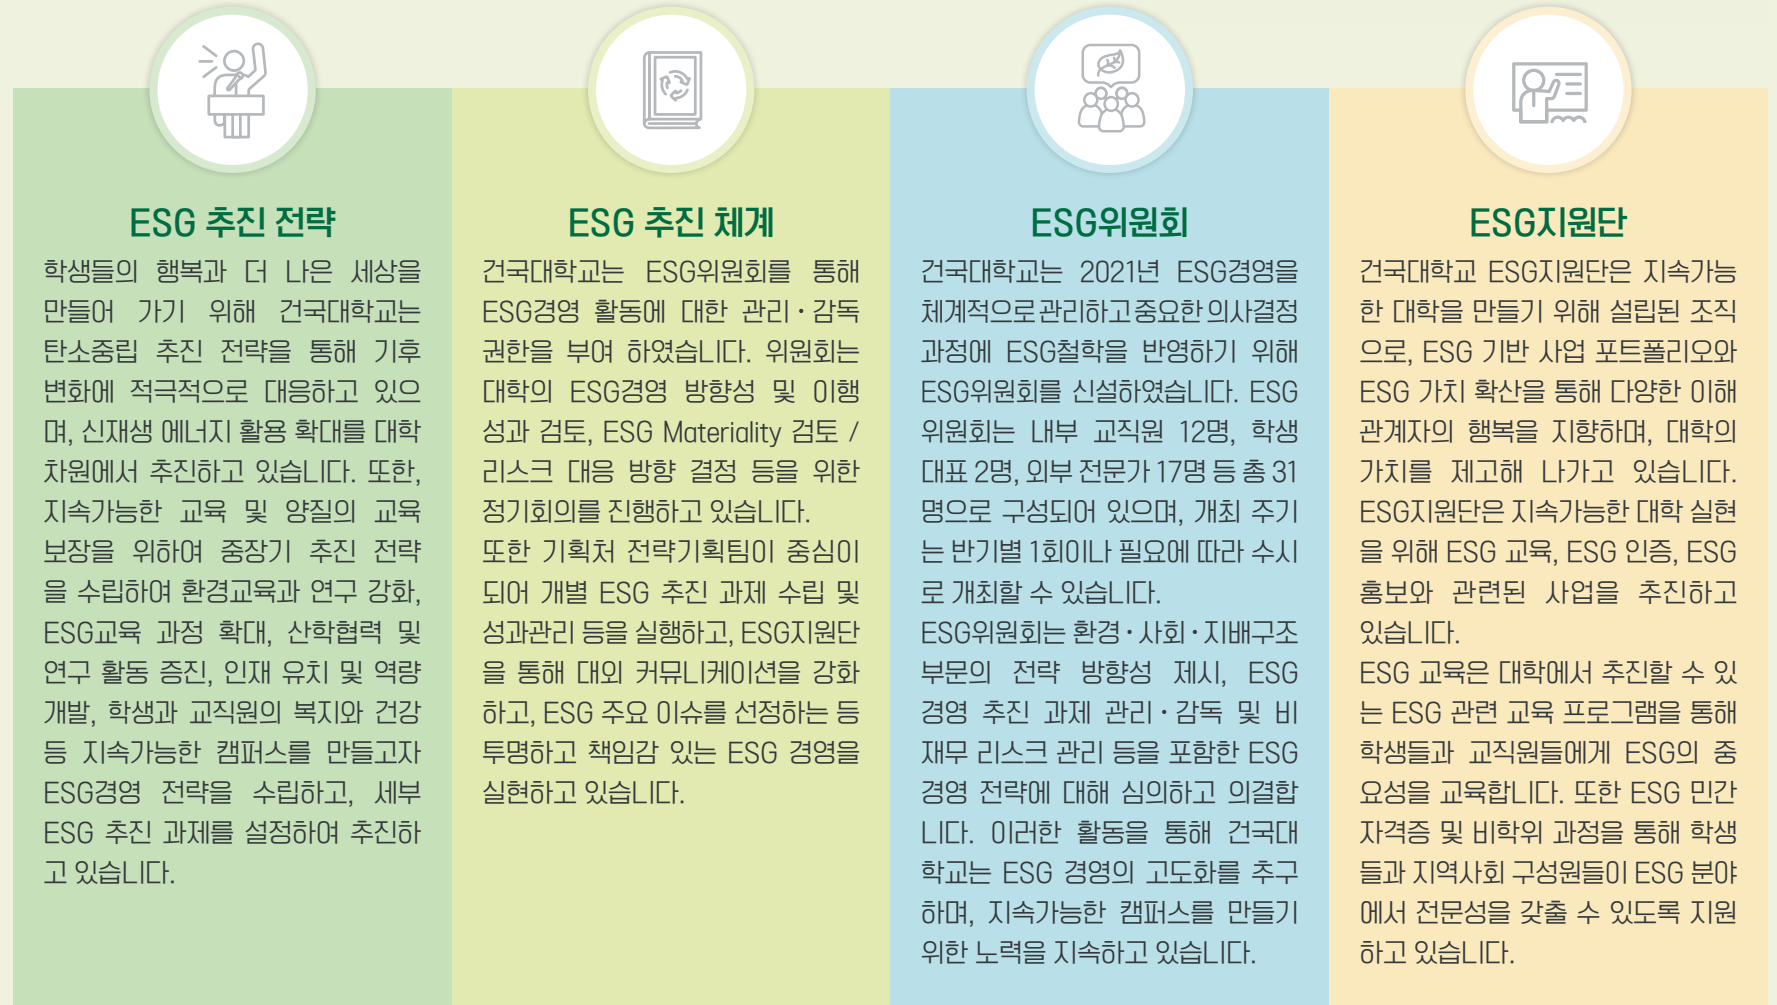 ESG 추진 전략
학생들의 행복과 더 나은 세상을
만들어 가기 위해 건국대학교는
탄소중립 추진 전략을 통해 기후
변화에 적극적으로 대응하고 있으
며, 신재생 에너지 활용 확대를 대학
차원에서 추진하고 있습니다. 또한,
지속가능한 교육 및 양질의 교육
보장을 위하여 중장기 추진 전략
을 수립하여 환경교육과 연구 강화,
ESG교육 과정 확대, 산학협력 및
연구 활동 증진, 인재 유치 및 역량
개발, 학생과 교직원의 복지와 건강
등 지속가능한 캠퍼스를 만들고자
ESG경영 전략을 수립하고, 세부
ESG 추진 과제를 설정하여 추진하
고 있습니다.
ESG 추진 체계
건국대학교는 ESG위원회를 통해
ESG경영 활동에 대한 관리·감독
권한을 부여 하였습니다. 위원회는
대학의 ESG경영 방향성 및 이행
성과 검토, ESG Materiality 검토 /
리스크 대응 방향 결정 등을 위한
정기회의를 진행하고 있습니다.
또한 기획처 전략기획팀이 중심이
되어 개별 ESG 추진 과제 수립 및
성과관리 등을 실행하고, ESG지원단
을 통해 대외 커뮤니케이션을 강화
하고, ESG 주요 이슈를 선정하는 등
투명하고 책임감 있는 ESG 경영을
실현하고 있습니다.
ESG위원회
건국대학교는 2021년 ESG경영을
체계적으로 관리하고 중요한 의사결정
과정에 ESG철학을 반영하기 위해
ESG위원회를 신설하였습니다. ESG
위원회는 내부 교직원 12명, 학생
대표 2명, 외부 전문가 17명 등 총 31
명으로 구성되어 있으며, 개최 주기
는 반기별 1회이나 필요에 따라 수시
로 개최할 수 있습니다.
ESG위원회는 환경·사회·지배구조
부문의 전략 방향성 제시, ESG
경영 추진 과제 관리·감독 및 비
재무 리스크 관리 등을 포함한 ESG
경영 전략에 대해 심의하고 의결합
니다. 이러한 활동을 통해 건국대
학교는 ESG 경영의 고도화를 추구
하며, 지속가능한 캠퍼스를 만들기
위한 노력을 지속하고 있습니다.
ESG지원단
건국대학교 ESG지원단은 지속가능
한 대학을 만들기 위해 설립된 조직
으로, ESG 기반 사업 포트폴리오와
ESG 가치 확산을 통해 다양한 이해
관계자의 행복을 지향하며, 대학의
가치를 제고해 나가고 있습니다.
ESG지원단은 지속가능한 대학 실현
을 위해 ESG 교육, ESG 인증, ESG
홍보와 관련된 사업을 추진하고
있습니다.
ESG 교육은 대학에서 추진할 수 있
는 ESG 관련 교육 프로그램을 통해
학생들과 교직원들에게 ESG의 중
요성을 교육합니다. 또한 ESG 민간
자격증 및 비학위 과정을 통해 학생
들과 지역사회 구성원들이 ESG 분야
에서 전문성을 갖출 수 있도록 지원
하고 있습니다.